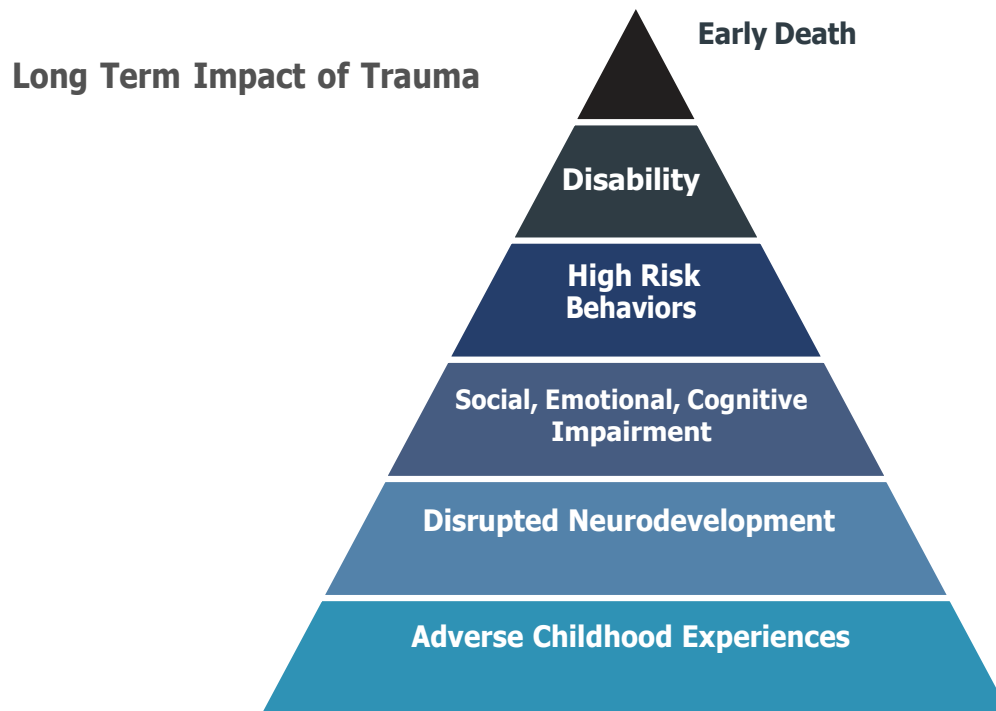 Early Death
Long Term Impact of Trauma
Disability
High Risk
Behaviors
Social, Emotional, Cognitive
Impairment
Disrupted Neurodevelopment
Adverse Childhood Experiences